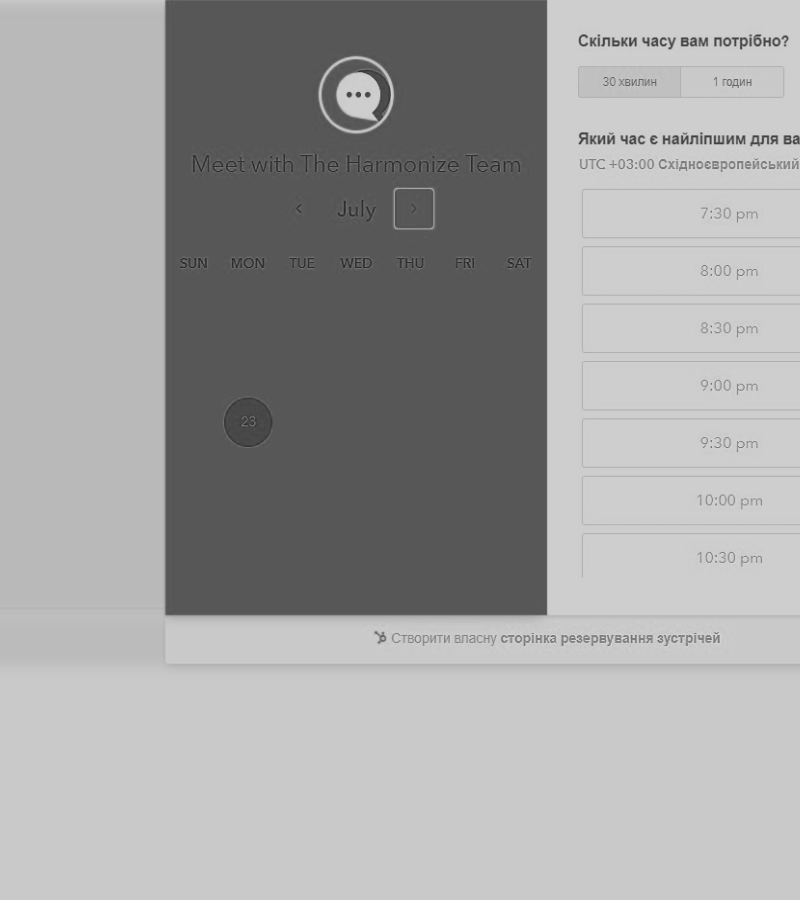 Meet with The Harmonize Team
July
SUN MON TUE WED THU FRI SAT
23
Скільки часу вам потрібно?
30 хвилин 1 годин
Який час є найліпшим для ва
UTC +03:00 Східноєвропейський
7:30 pm
8:00 pm
8:30 pm
9:00 pm
9:30 pm
10:00 pm
10:30 pm
Створити власну сторінка резервування зустрічей